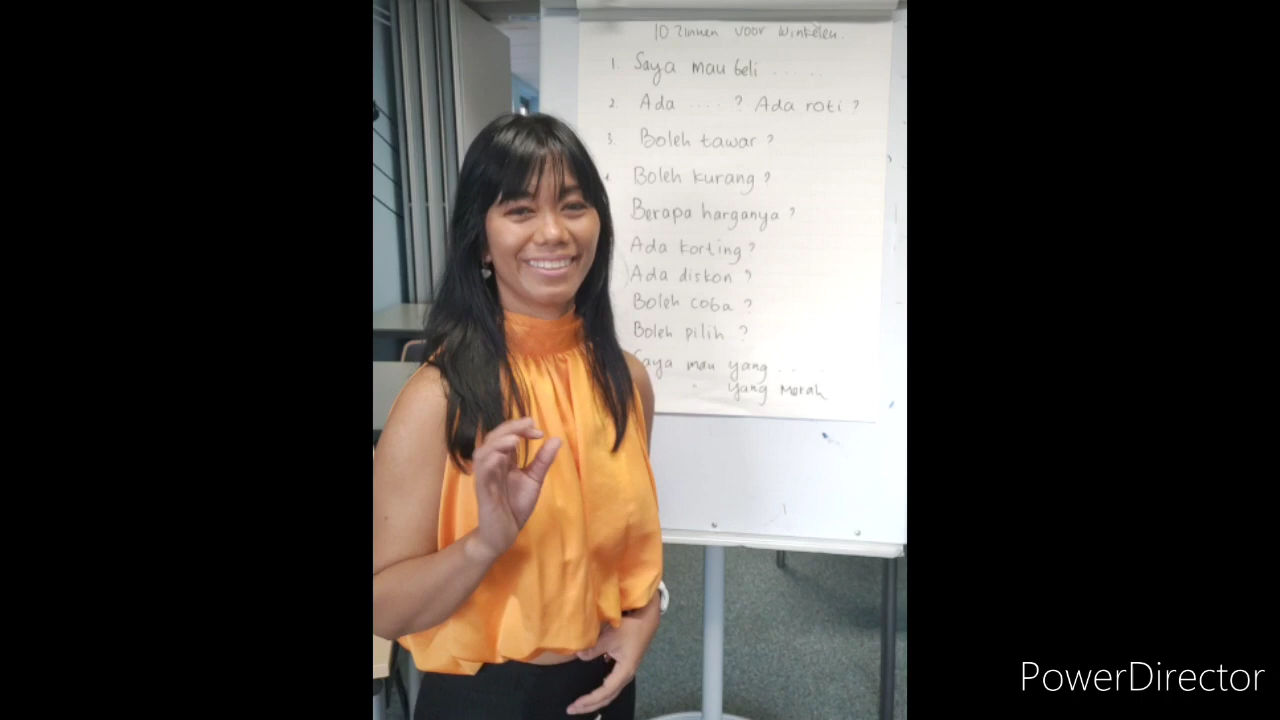 10 zinnen voor winkelen.
1. Saya mau beli ......
2. Ada ....? Ada roti?
3. Boleh tawar?
Boleh kurang?
Berapa harganya?
Ada korting?
Ada diskon?
Boleh coba?
Boleh pilih?
Saya mau yang ....
" yang merah
PowerDirector